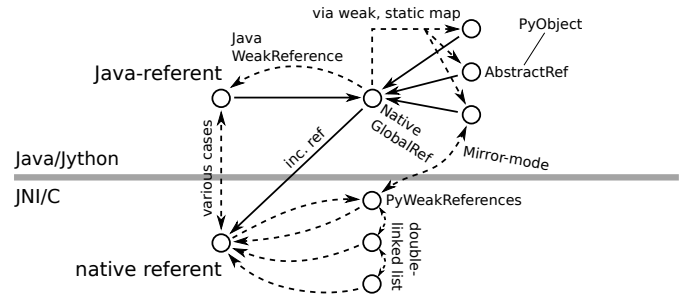 via weak, static map
PyObject
Java
WeakReference
Java-referent
AbstractRef
Native
GlobalRef
inc. ref
Mirror-mode
various cases
Java/Jython
JNI/C
PyWeakReferences
double-
linked list
native referent